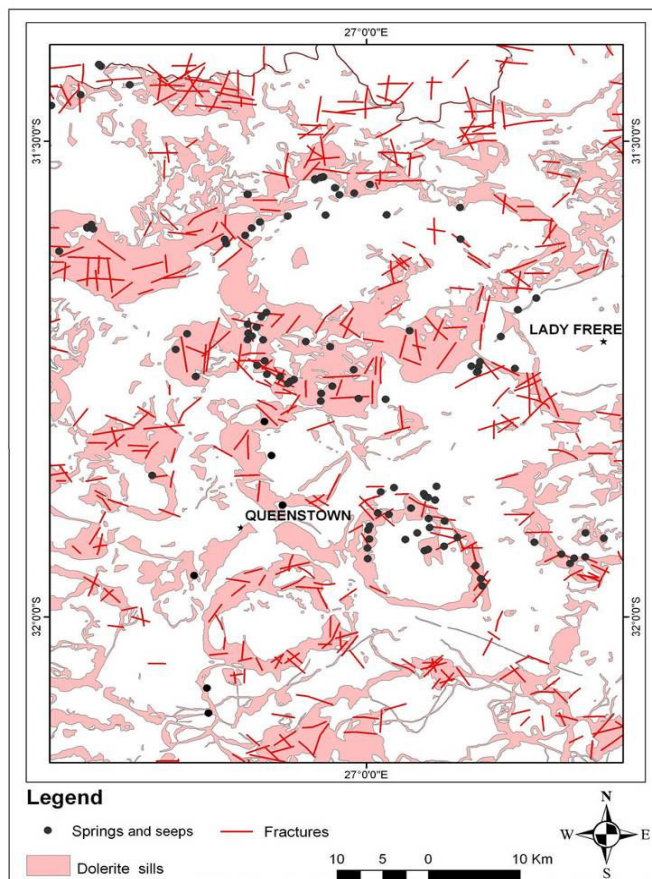 27°0'0"E
31°30'0"S
31°30'0"S
LADY FRERE
QUEENSTOWN
32°0'0"S
32°0'0"S
27°0'0"E
Legend
Springs and seeps
Fractures
Dolerite sills
10 5 0 10 Km
N
W E
S